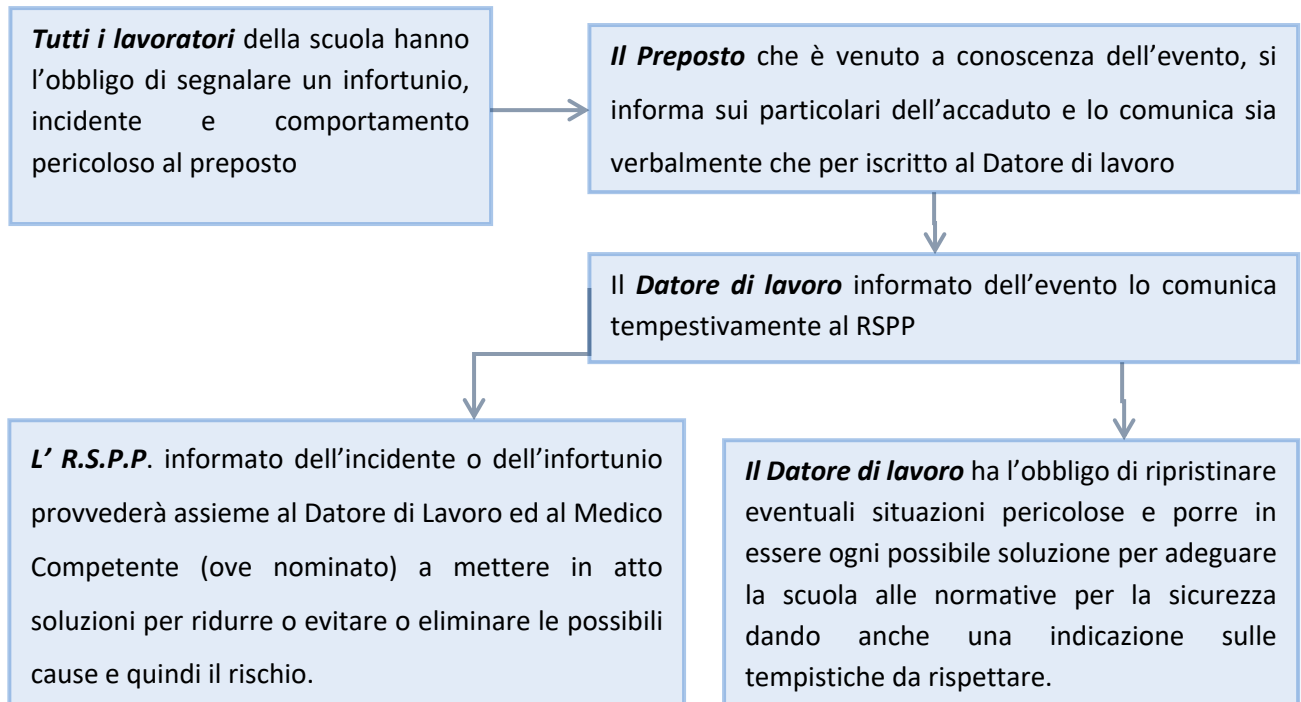 Tutti i lavoratori della scuola hanno
l’obbligo di segnalare un infortunio,
incidente e comportamento
pericoloso al preposto
Il Preposto che è venuto a conoscenza dell’evento, si
informa sui particolari dell’accaduto e lo comunica sia
verbalmente che per iscritto al Datore di lavoro
Il Datore di lavoro informato dell’evento lo comunica
tempestivamente al RSPP
L’ R.S.P.P. informato dell’incidente o dell’infortunio
provvederà assieme al Datore di Lavoro ed al Medico
Competente (ove nominato) a mettere in atto
soluzioni per ridurre o evitare o eliminare le possibili
cause e quindi il rischio.
Il Datore di lavoro ha l’obbligo di ripristinare
eventuali situazioni pericolose e porre in
essere ogni possibile soluzione per adeguare
la scuola alle normative per la sicurezza
dando anche una indicazione sulle
tempistiche da rispettare.